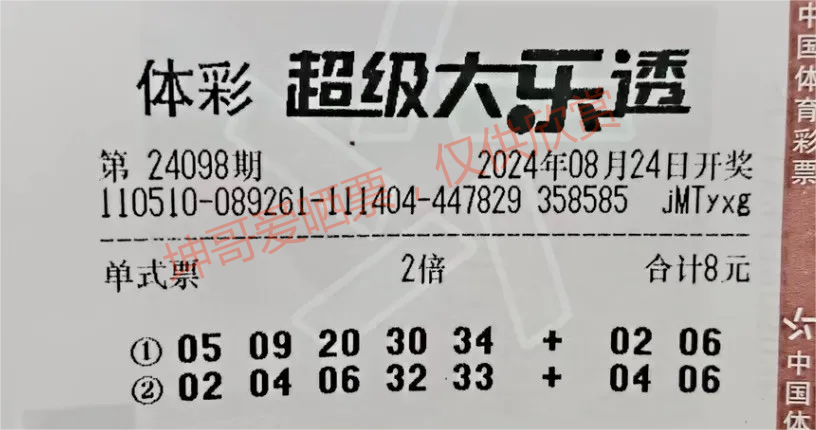 体彩 超级大乐透
第 24098期 2024年08月24日开奖
110510-089261-111404-447829 358585 jMTyxg
单式票 2倍 合计8元
① 05 09 20 30 34 + 02 06
② 02 04 06 32 33 + 04 06
坤哥爱晒票，仅供欣赏
中国体育彩票
中国体